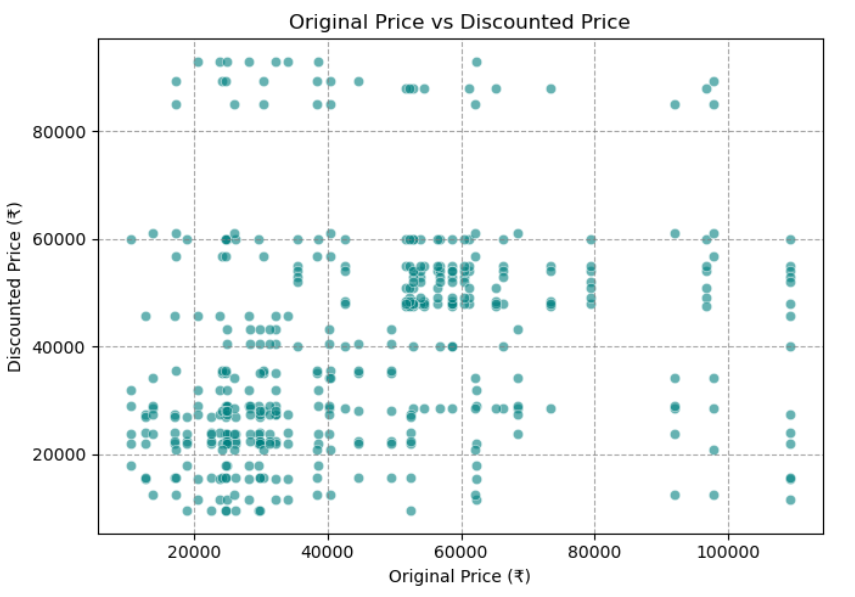 Original Price vs Discounted Price
Discounted Price (₹)
80000
60000
40000
20000
20000 40000 60000 80000 100000
Original Price (₹)